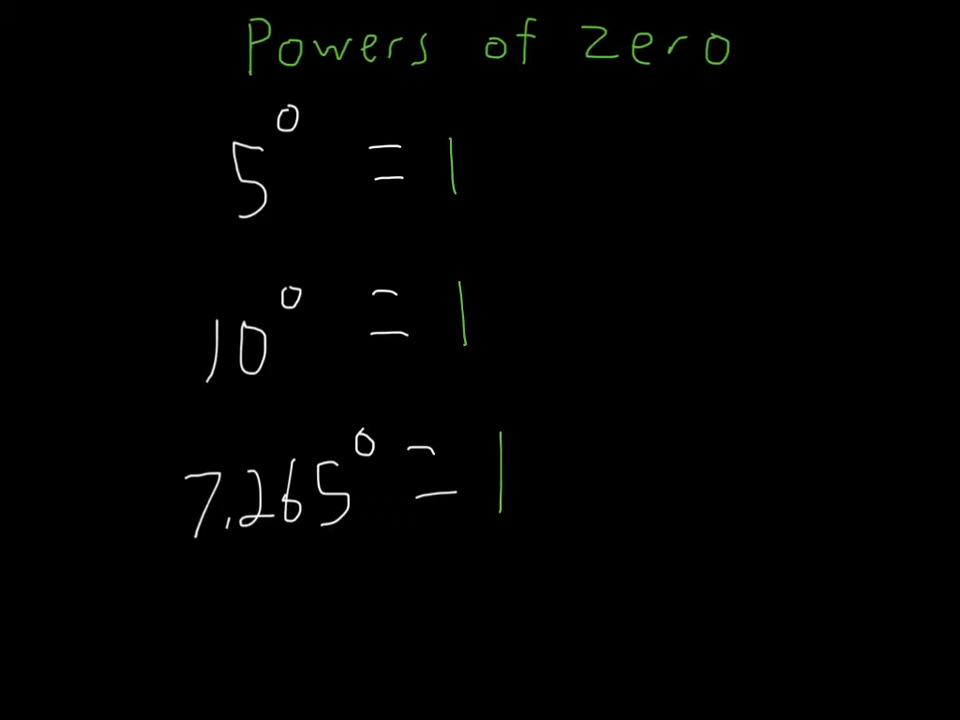 Powers of zero
5⁰ = 1
10⁰ = 1
7.265⁰ = 1